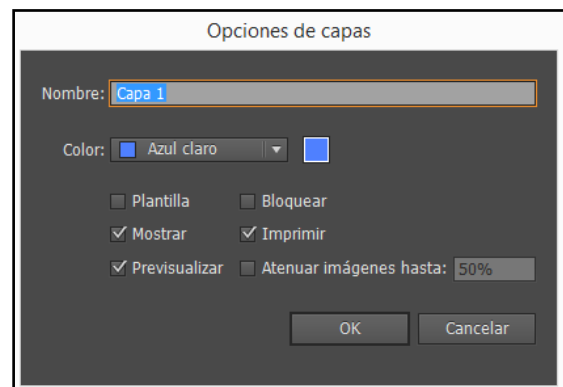 Opciones de capas
Nombre: Capa 1
Color: Azul claro
Plantilla Bloquear
Mostrar Imprimir
Previsualizar Atenuar imágenes hasta: 50%
OK Cancelar